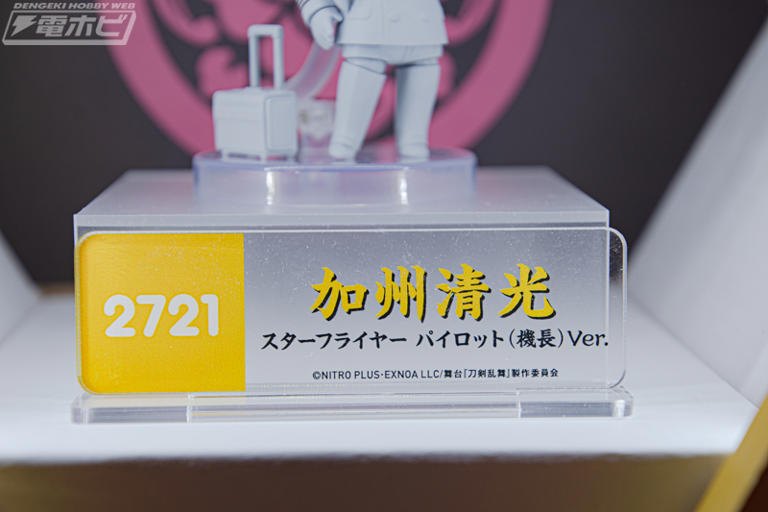 DENGEKI HOBBY WEB
電ホビ
2721
加州清光
スターフライヤー パイロット(機長)Ver.
©NITRO PLUS・EXNOA LLC/舞台『刀剣乱舞』製作委員会